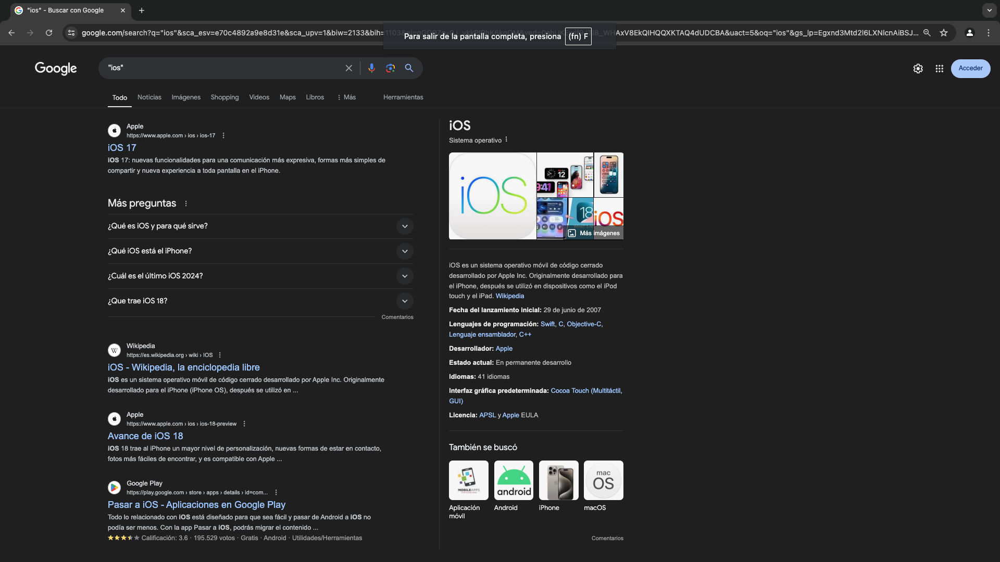 "ios" - Buscar con Google
google.com/search?q="ios"&sca_esv=e70c4892a9e8d31e&sca_upv=1&biw=2133&bih=
AxV8EkQIHQQXKTAQ4dUDCBA&uact=5&oq="ios"&gs_lp=Egxnd3Mtd2l6LXNlcnAiBSJ...
Para salir de la pantalla completa, presiona (fn) F
Google
"ios"
Acceder
Todo Noticias Imágenes Shopping Videos Maps Libros Más Herramientas
Apple
https://www.apple.com › ios › ios-17
iOS 17
iOS 17: nuevas funcionalidades para una comunicación más expresiva, formas más simples de
compartir y nueva experiencia a toda pantalla en el iPhone.
Más preguntas
¿Qué es iOS y para qué sirve?
¿Qué iOS está el iPhone?
¿Cuál es el último iOS 2024?
¿Que trae iOS 18?
Comentarios
Wikipedia
https://es.wikipedia.org › wiki › IOS
iOS - Wikipedia, la enciclopedia libre
iOS es un sistema operativo móvil de código cerrado desarrollado por Apple Inc. Originalmente
desarrollado para el iPhone (iPhone OS), después se utilizó en ...
Apple
https://www.apple.com › ios › ios-18-preview
Avance de iOS 18
iOS 18 trae al iPhone un mayor nivel de personalización, nuevas formas de estar en contacto,
fotos más fáciles de encontrar, y es compatible con Apple ...
Google Play
https://play.google.com › store › apps › details › id=com...
Pasar a iOS - Aplicaciones en Google Play
Todo lo relacionado con iOS está diseñado para que sea fácil y pasar de Android a iOS no
podía ser menos. Con la app Pasar a iOS, podrás migrar el contenido ...
Calificación: 3.6 · 195.529 votos · Gratis · Android · Utilidades/Herramientas
iOS
Sistema operativo
iOS
12
9:41
18
iOS
Más imágenes
iOS es un sistema operativo móvil de código cerrado
desarrollado por Apple Inc. Originalmente desarrollado para
el iPhone, después se utilizó en dispositivos como el iPod
touch y el iPad. Wikipedia
Fecha del lanzamiento inicial: 29 de junio de 2007
Lenguajes de programación: Swift, C, Objective-C,
Lenguaje ensamblador, C++
Desarrollador: Apple
Estado actual: En permanente desarrollo
Idiomas: 41 idiomas
Interfaz gráfica predeterminada: Cocoa Touch (Multitáctil,
GUI)
Licencia: APSL y Apple EULA
También se buscó
MOBILEAPPS
android
mac
OS
Aplicación
móvil
Android
iPhone
macOS
Comentarios